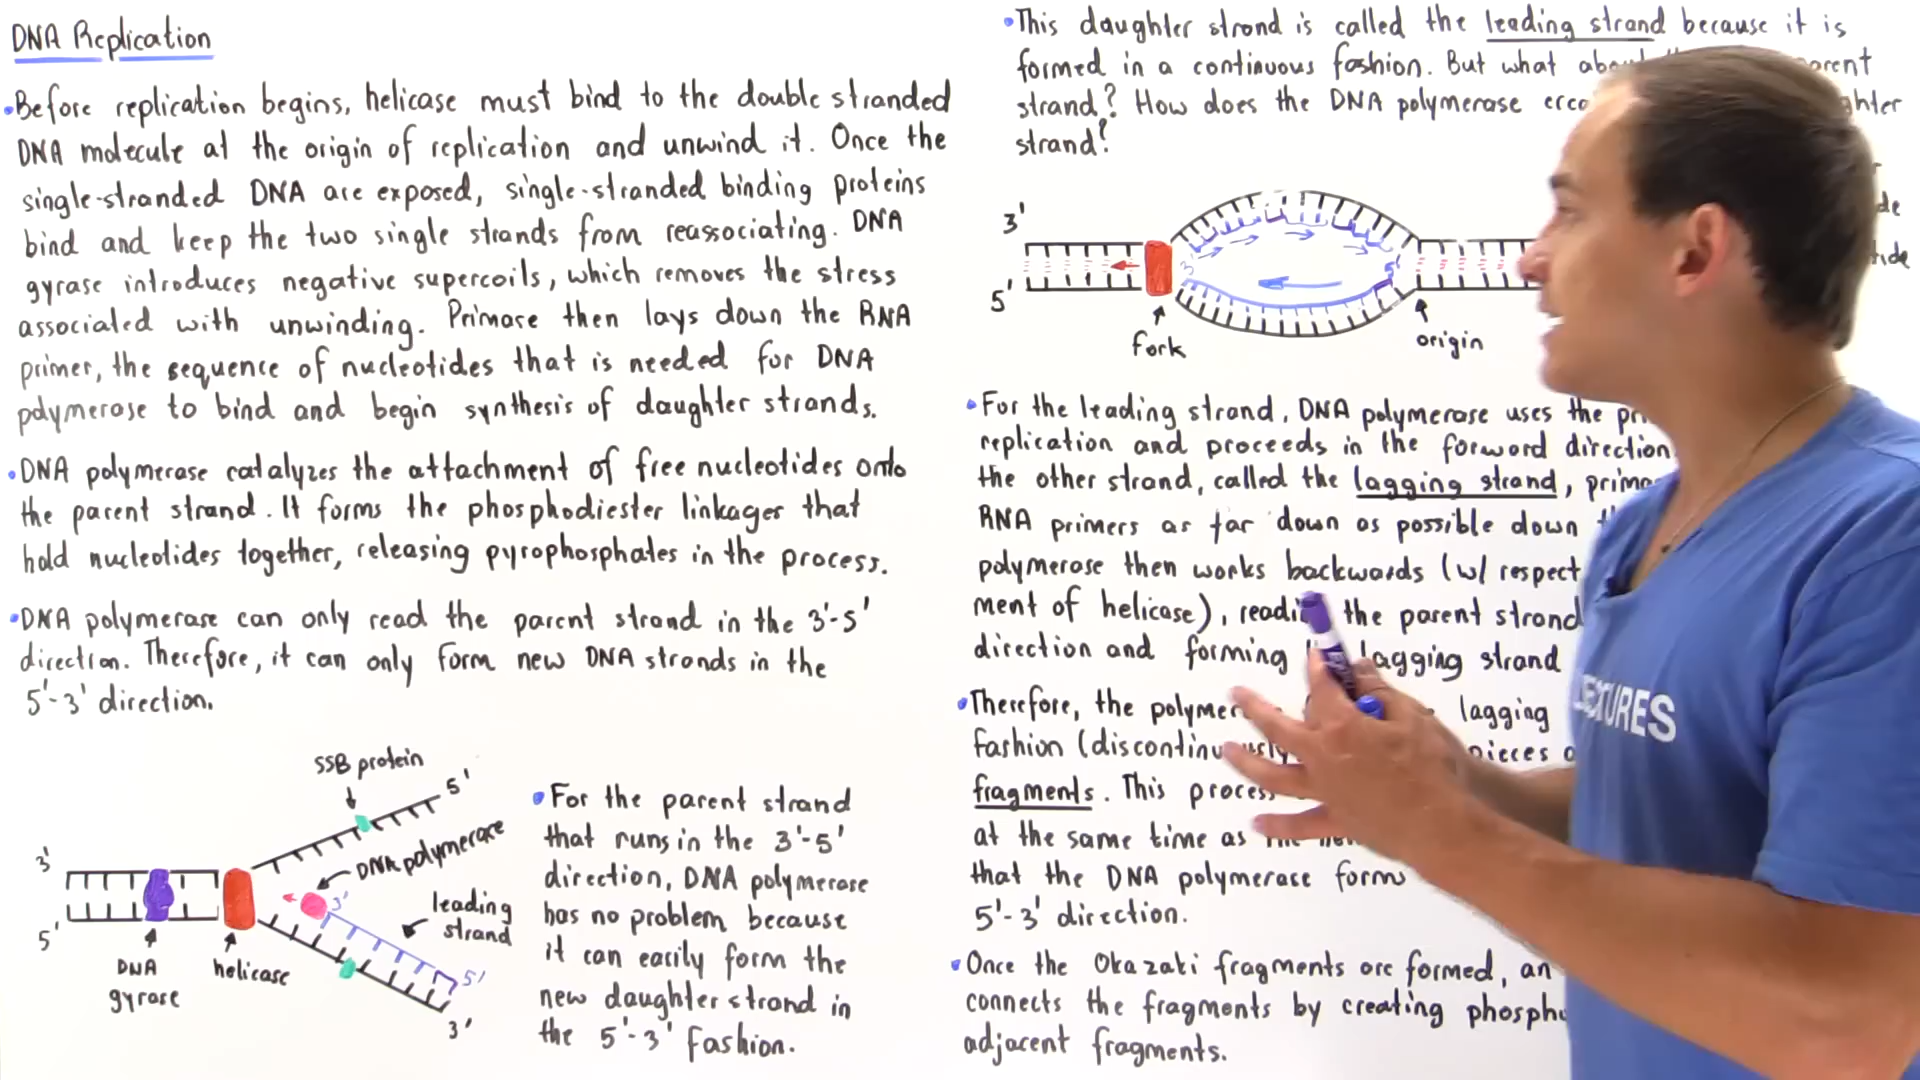 DNA Replication
•Before replication begins, helicase must bind to the double stranded
DNA molecule at the origin of replication and unwind it. Once the
single-stranded DNA are exposed, single-stranded binding proteins
bind and keep the two single strands from reassociating. DNA
gyrase introduces negative supercoils, which removes the stress
associated with unwinding. Primase then lays down the RNA
primer, the sequence of nucleotides that is needed for DNA
polymerase to bind and begin synthesis of daughter strands.
•DNA polymerase catalyzes the attachment of free nucleotides onto
the parent strand. It forms the phosphodiester linkages that
hold nucleotides together, releasing pyrophosphates in the process.
•DNA polymerase can only read the parent strand in the 3'-5'
direction. Therefore, it can only form new DNA strands in the
5'-3' direction.
SSB protein
5'
DNA polymerase
3'
3'
leading
strand
5'
5'
DNA
gyrase
helicase
3'
•For the parent strand
that runs in the 3'-5'
direction, DNA polymerase
has no problem because
it can easily form the
new daughter strand in
the 5'-3' fashion.
•This daughter strand is called the leading strand because it is
formed in a continuous fashion. But what
strand? How does the DNA polymerase
strand?
3'
5'
3'
5'
fork
origin
•For the leading strand, DNA polymerase uses the
replication and proceeds in the forward direction
the other strand, called the lagging strand,
RNA primers as far down as possible down
polymerase then works backwards (w/ respect
ment of helicase), the parent strand
direction and forming lagging strand
•Therefore, the lagging
fashion pieces
fragments. This process
at the same time as
that the DNA polymerase forms
5'-3' direction.
•Once the Okazaki fragments are formed, an
connects the fragments by creating
adjacent fragments.